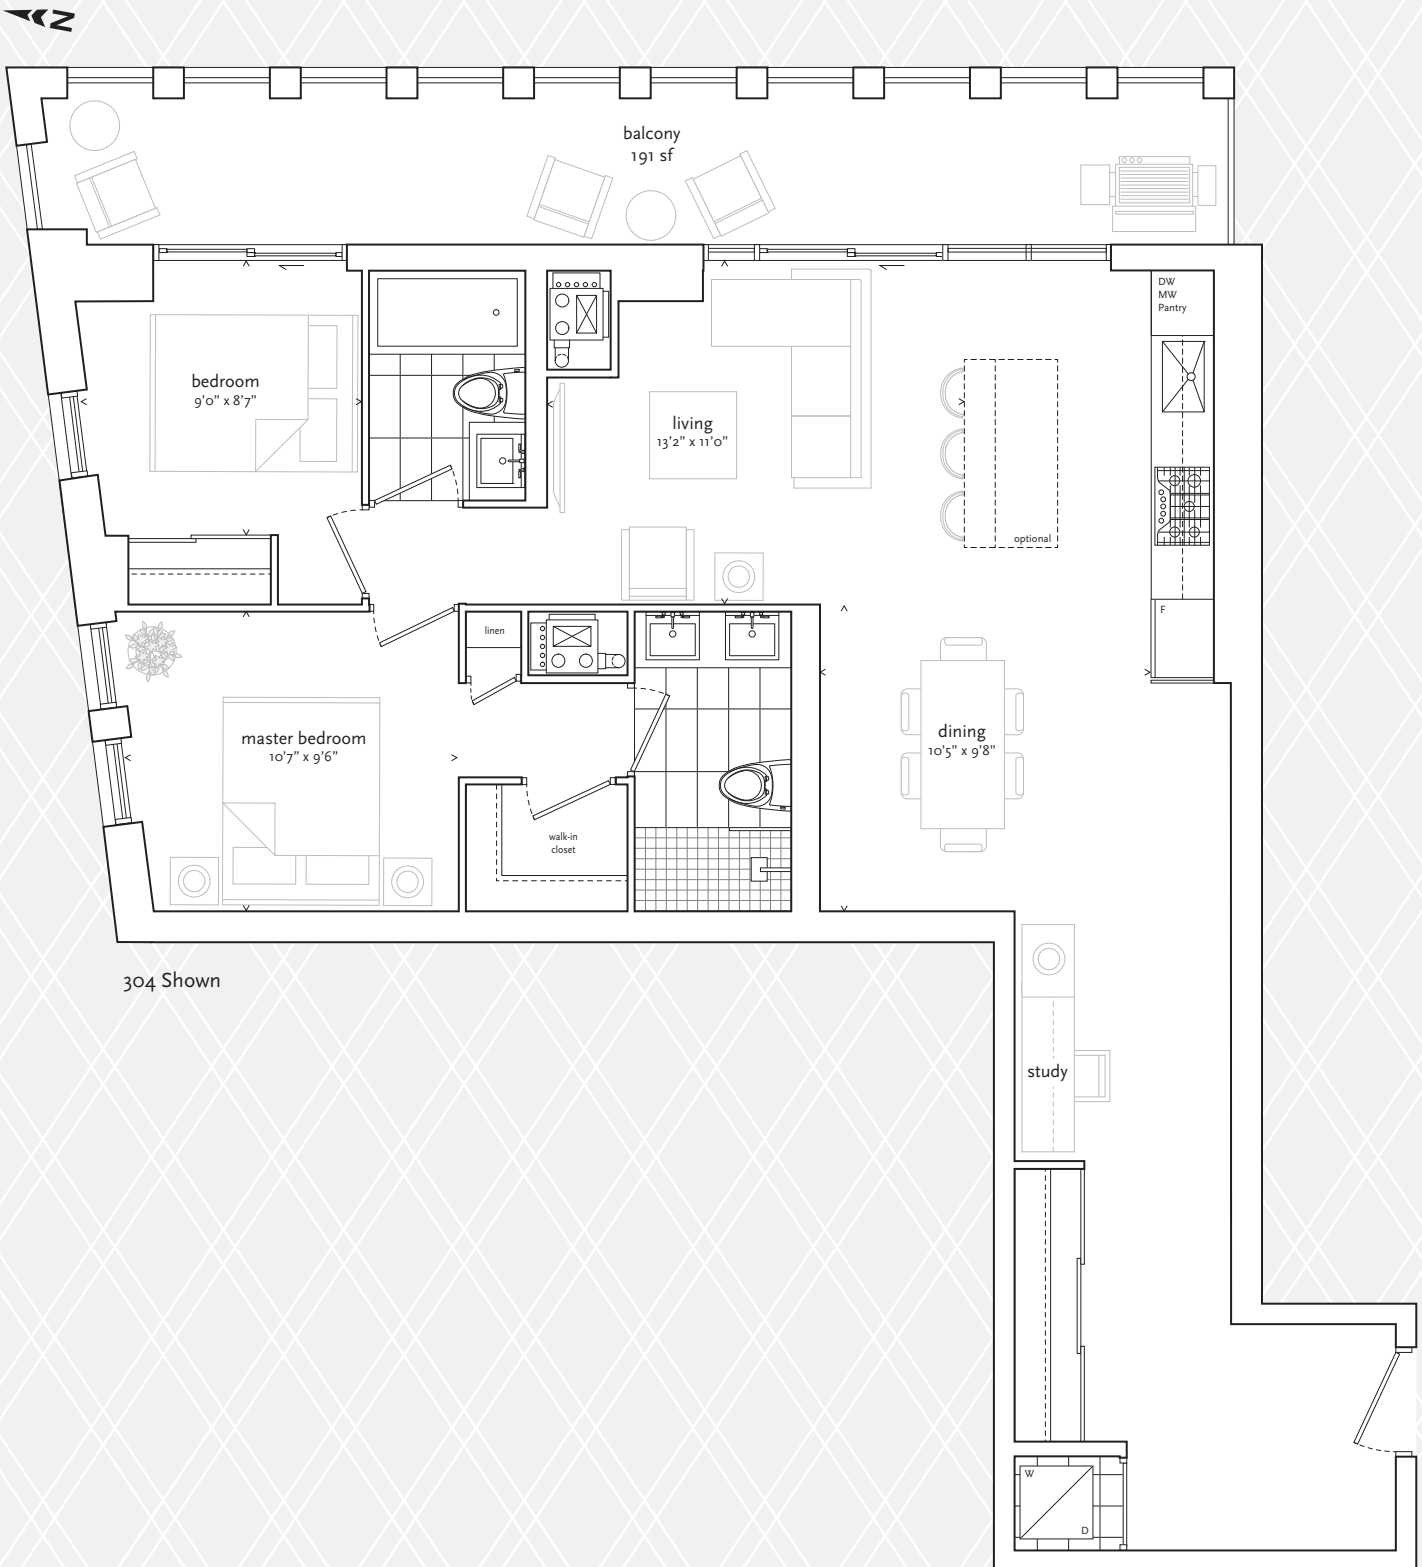 N
balcony
191 sf
DW
MW
Pantry
bedroom
9'0" x 8'7"
living
13'2" x 11'0"
optional
F
linen
master bedroom
10'7" x 9'6"
dining
10'5" x 9'8"
walk-in
closet
304 Shown
study
W
D